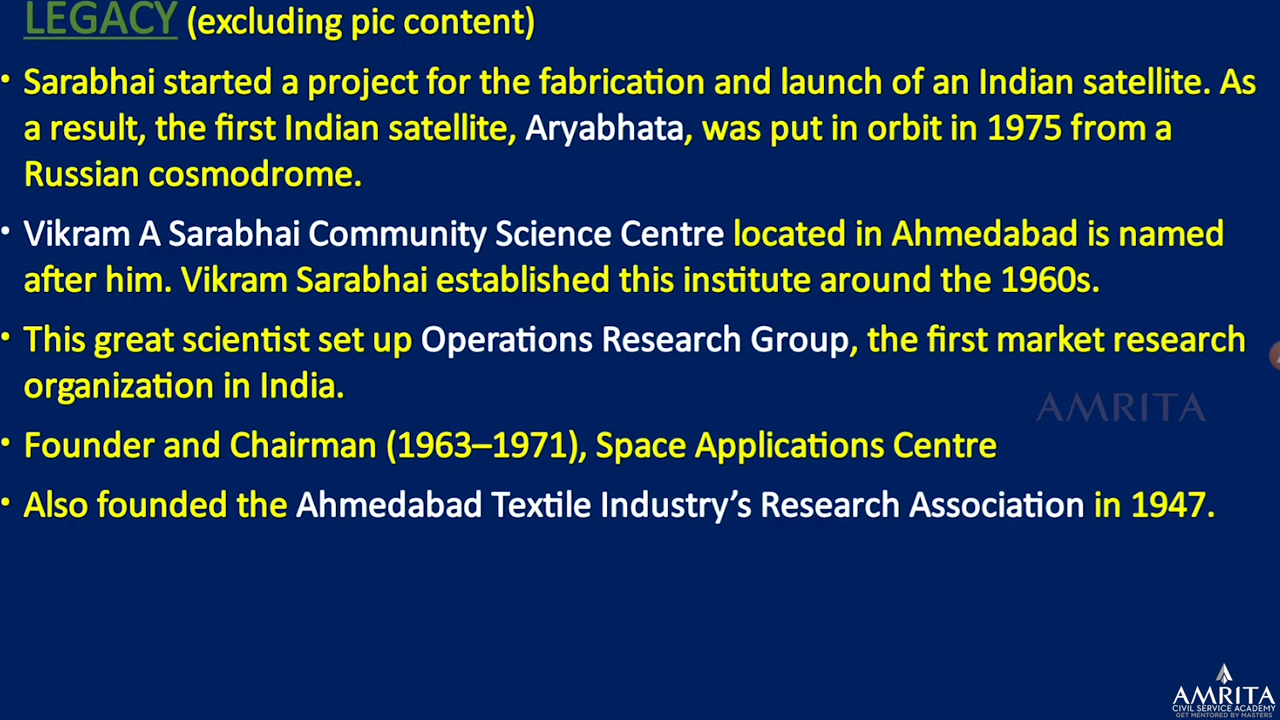 LEGACY (excluding pic content)
• Sarabhai started a project for the fabrication and launch of an Indian satellite. As
a result, the first Indian satellite, Aryabhata, was put in orbit in 1975 from a
Russian cosmodrome.
• Vikram A Sarabhai Community Science Centre located in Ahmedabad is named
after him. Vikram Sarabhai established this institute around the 1960s.
• This great scientist set up Operations Research Group, the first market research
organization in India.
AMRITA
• Founder and Chairman (1963–1971), Space Applications Centre
• Also founded the Ahmedabad Textile Industry’s Research Association in 1947.
AMRITA
CIVIL SERVICE ACADEMY
GET MENTORED BY MASTERS